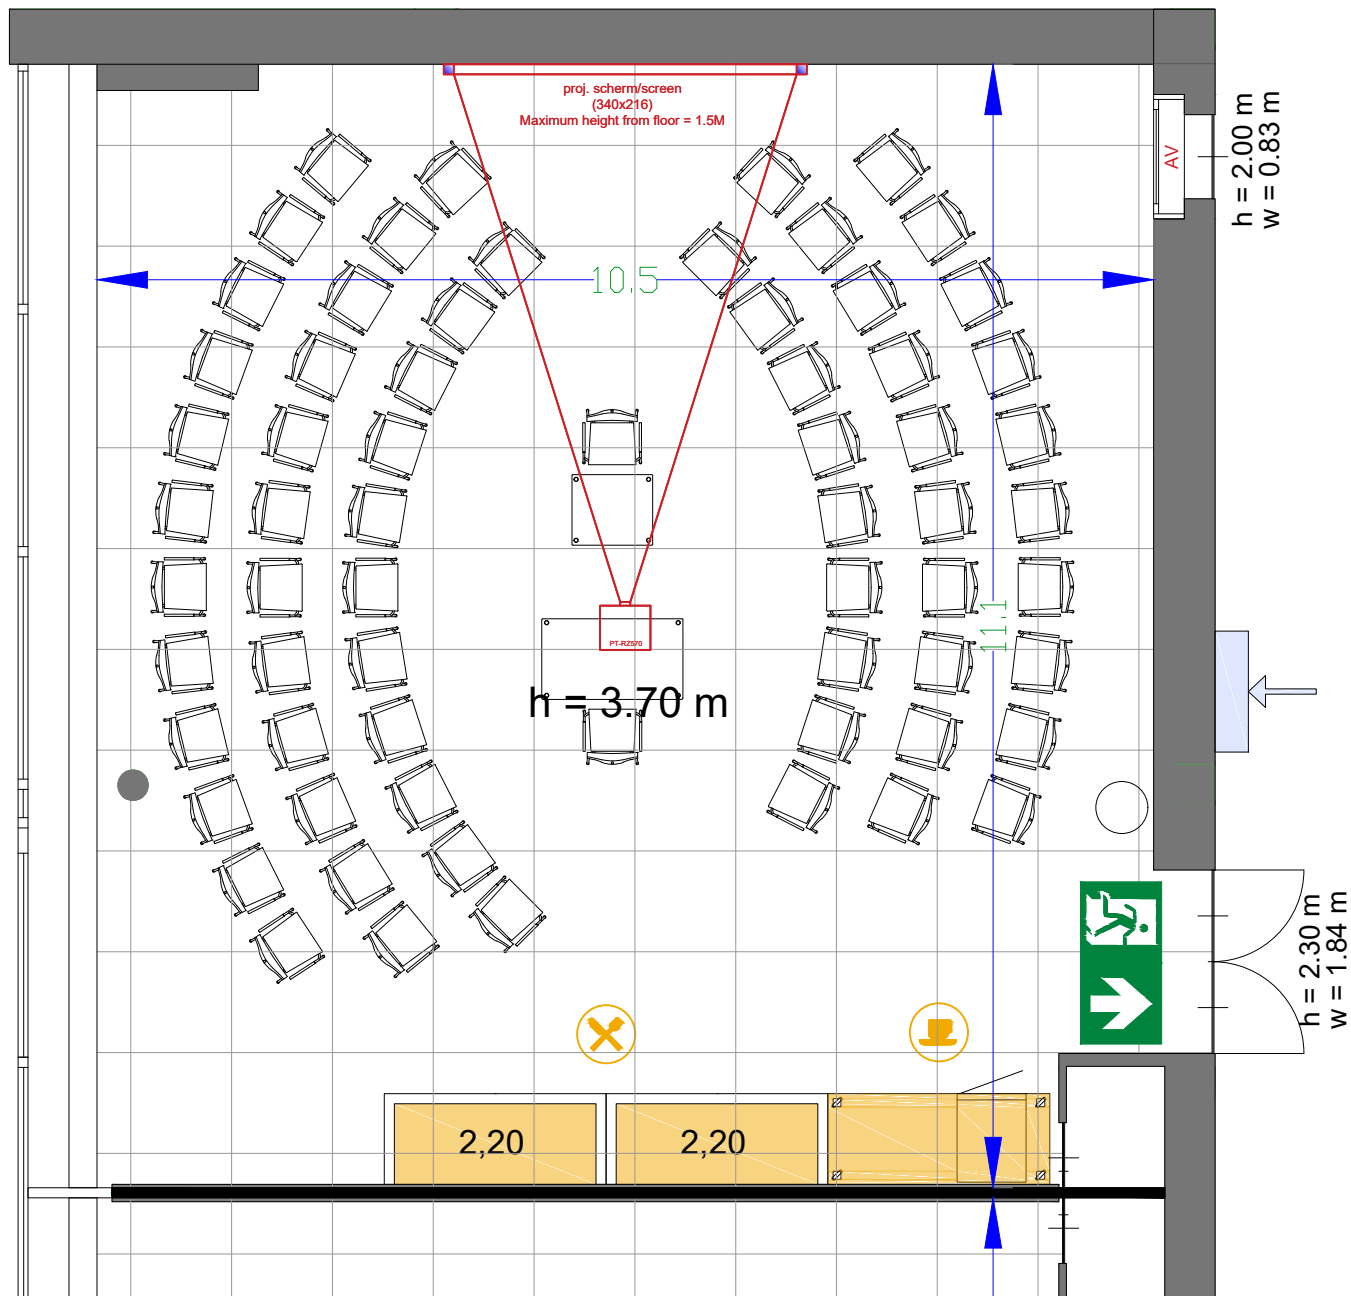 proj. scherm/screen
(340x216)
Maximum height from floor = 1.5M
AV
h = 2.00 m
w = 0.83 m
10.5
11.1
PT-RZ570
h = 3.70 m
h = 2.30 m
w = 1.84 m
2,20
2,20